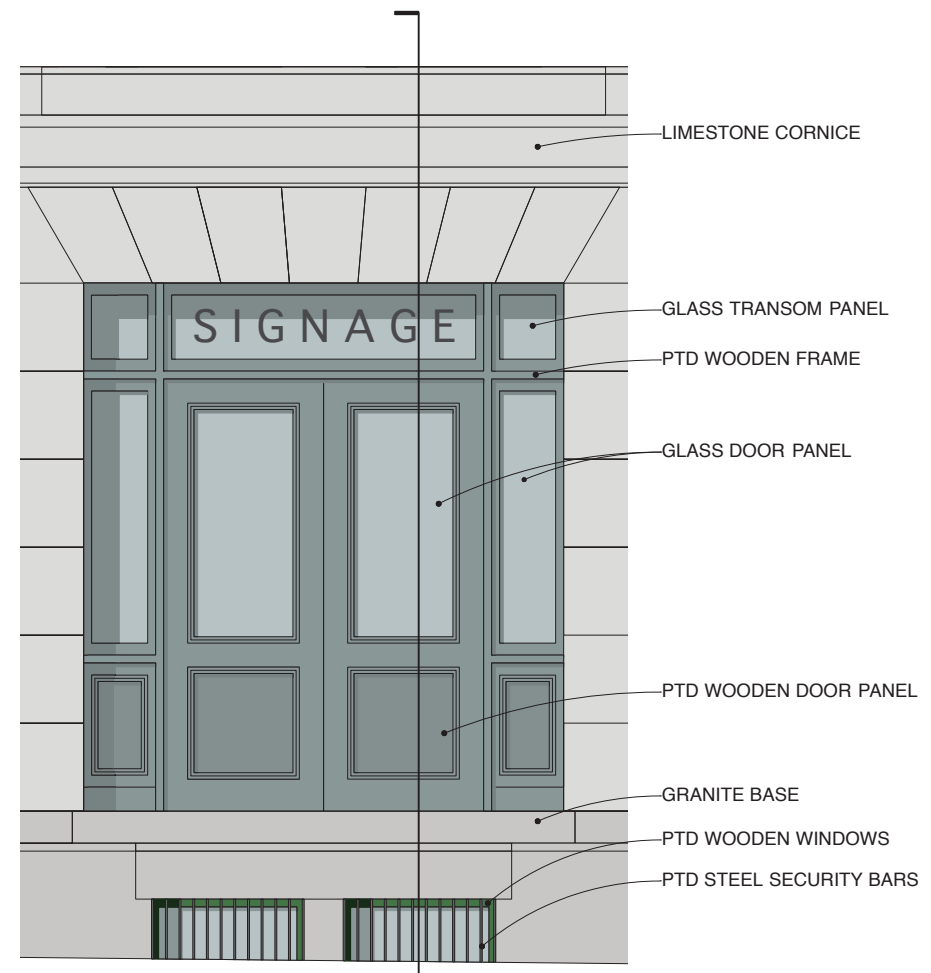 LIMESTONE CORNICE
SIGNAGE
GLASS TRANSOM PANEL
PTD WOODEN FRAME
GLASS DOOR PANEL
PTD WOODEN DOOR PANEL
GRANITE BASE
PTD WOODEN WINDOWS
PTD STEEL SECURITY BARS